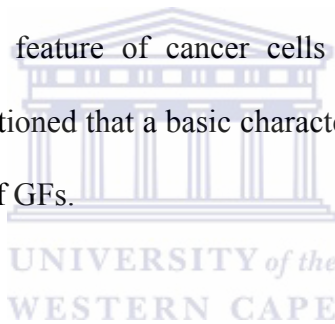 feature of cancer cells
tioned that a basic characte
f GFs.
UNIVERSITY of the
WESTERN CAPE